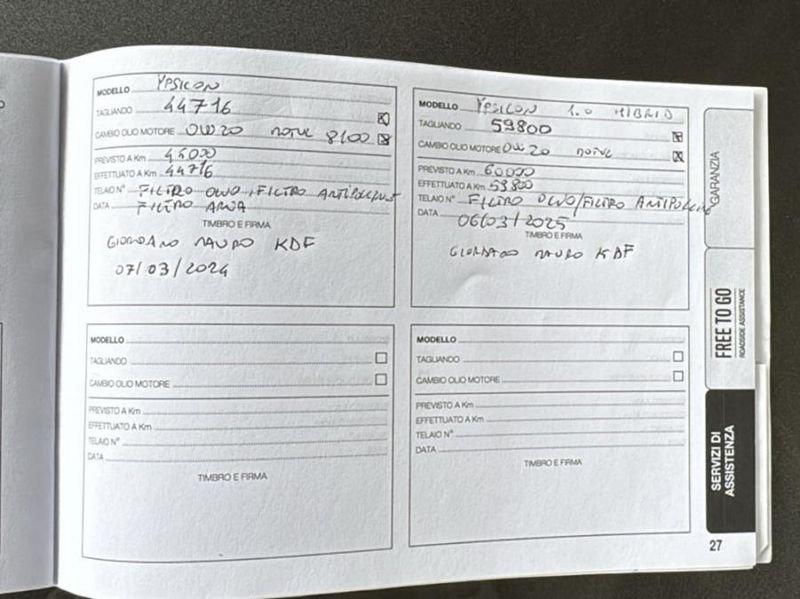 MODELLO YPSILON
TAGLIANDO 44716
CAMBIO OLIO MOTORE 0W20 MOTUL 8100
PREVISTO A Km 45000
EFFETTUATO A Km 44716
TELAIO N° FILTRO OLIO, FILTRO ANTIPOLLINE
DATA FILTRO ARIA
TIMBRO E FIRMA
GIORDANO MAURO KDF
07/03/2024
MODELLO YPSILON 1.0 HIBRID
TAGLIANDO 59800
CAMBIO OLIO MOTORE 0W20 MOTUL
PREVISTO A Km 60000
EFFETTUATO A Km 59800
TELAIO N° FILTRO OLIO/FILTRO ANTIPOLLINE
DATA 06/03/2025
TIMBRO E FIRMA
GIORDANO MAURO KDF
MODELLO
TAGLIANDO
CAMBIO OLIO MOTORE
PREVISTO A Km
EFFETTUATO A Km
TELAIO N°
DATA
TIMBRO E FIRMA
MODELLO
TAGLIANDO
CAMBIO OLIO MOTORE
PREVISTO A Km
EFFETTUATO A Km
TELAIO N°
DATA
TIMBRO E FIRMA
GARANZIA
FREE TO GO
ROADSIDE ASSISTANCE
SERVIZI DI
ASSISTENZA
27